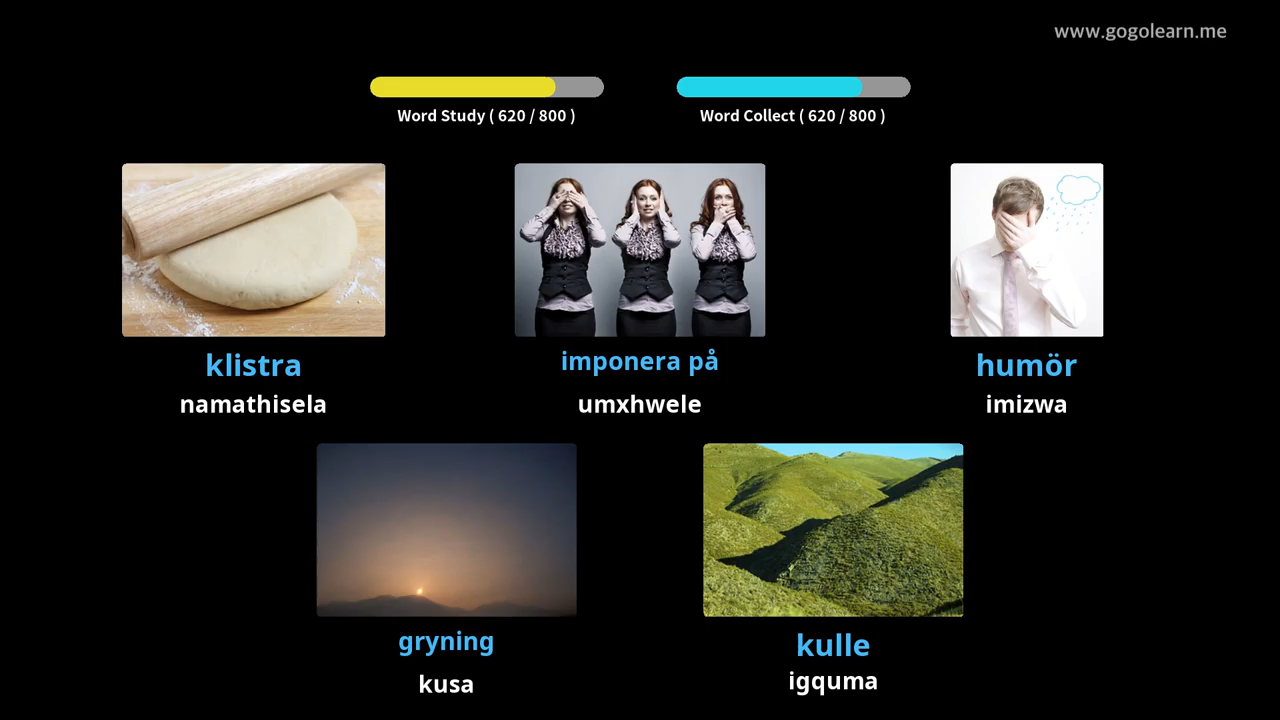 www.gogolearn.me
Word Study ( 620 / 800 )
Word Collect ( 620 / 800 )
klistra
namathisela
imponera på
umxhwele
humör
imizwa
gryning
kusa
kulle
igquma